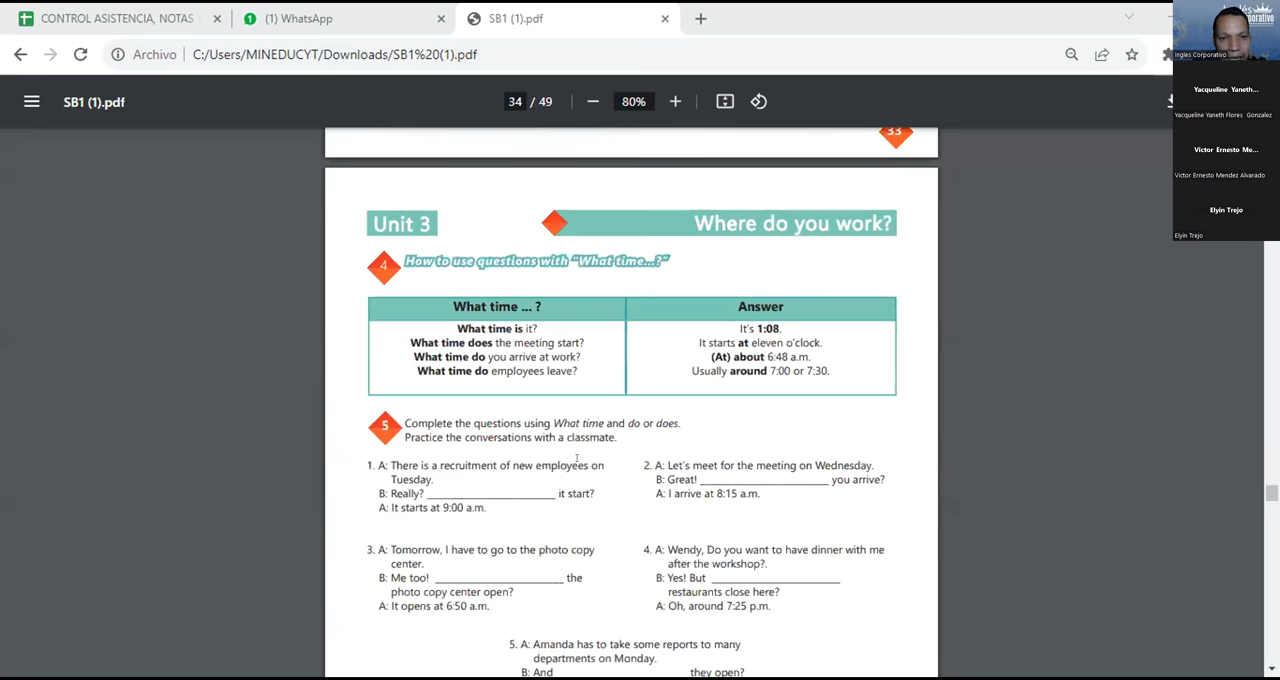 CONTROL ASISTENCIA, NOTAS
(1) WhatsApp
SB1 (1).pdf
Archivo
C:/Users/MINEDUCYT/Downloads/SB1%20(1).pdf
SB1 (1).pdf
34 / 49
80%
33
Unit 3
Where do you work?
4
How to use questions with "What time...?"
What time ... ?
Answer
What time is it?
It's 1:08.
What time does the meeting start?
It starts at eleven o'clock.
What time do you arrive at work?
(At) about 6:48 a.m.
What time do employees leave?
Usually around 7:00 or 7:30.
5
Complete the questions using What time and do or does.
Practice the conversations with a classmate.
1. A: There is a recruitment of new employees on
Tuesday.
B: Really? ____________________ it start?
A: It starts at 9:00 a.m.
2. A: Let's meet for the meeting on Wednesday.
B: Great! ____________________ you arrive?
A: I arrive at 8:15 a.m.
3. A: Tomorrow, I have to go to the photo copy
center.
B: Me too! ____________________ the
photo copy center open?
A: It opens at 6:50 a.m.
4. A: Wendy, Do you want to have dinner with me
after the workshop?.
B: Yes! But ____________________
restaurants close here?
A: Oh, around 7:25 p.m.
5. A: Amanda has to take some reports to many
departments on Monday.
B: And ____________________ they open?
Ingles Corporativo
Yacqueline Yaneth...
Yacqueline Yaneth Flores Gonzalez
Victor Ernesto Me...
Victor Ernesto Mendez Alvarado
Elyin Trejo
Elyin Trejo